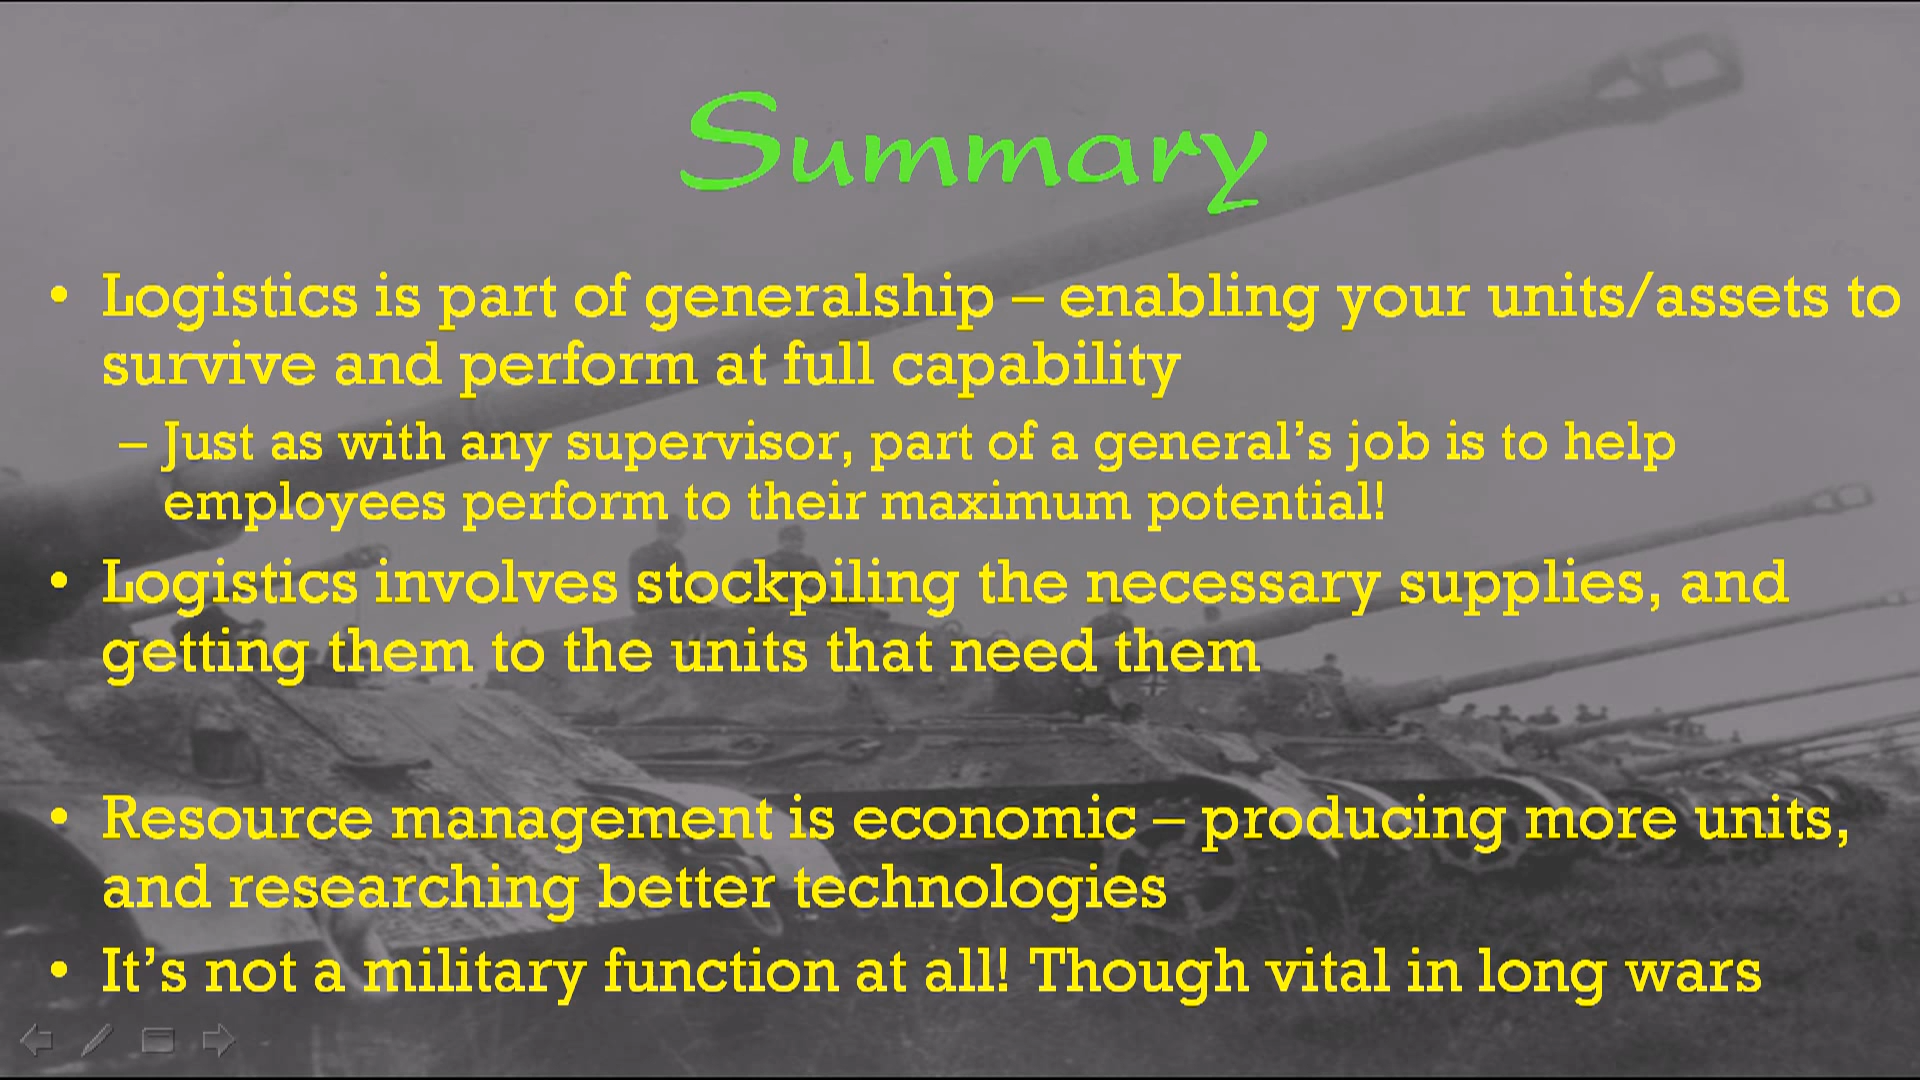 Summary
• Logistics is part of generalship – enabling your units/assets to
survive and perform at full capability
– Just as with any supervisor, part of a general’s job is to help
employees perform to their maximum potential!
• Logistics involves stockpiling the necessary supplies, and
getting them to the units that need them
• Resource management is economic – producing more units,
and researching better technologies
• It’s not a military function at all! Though vital in long wars